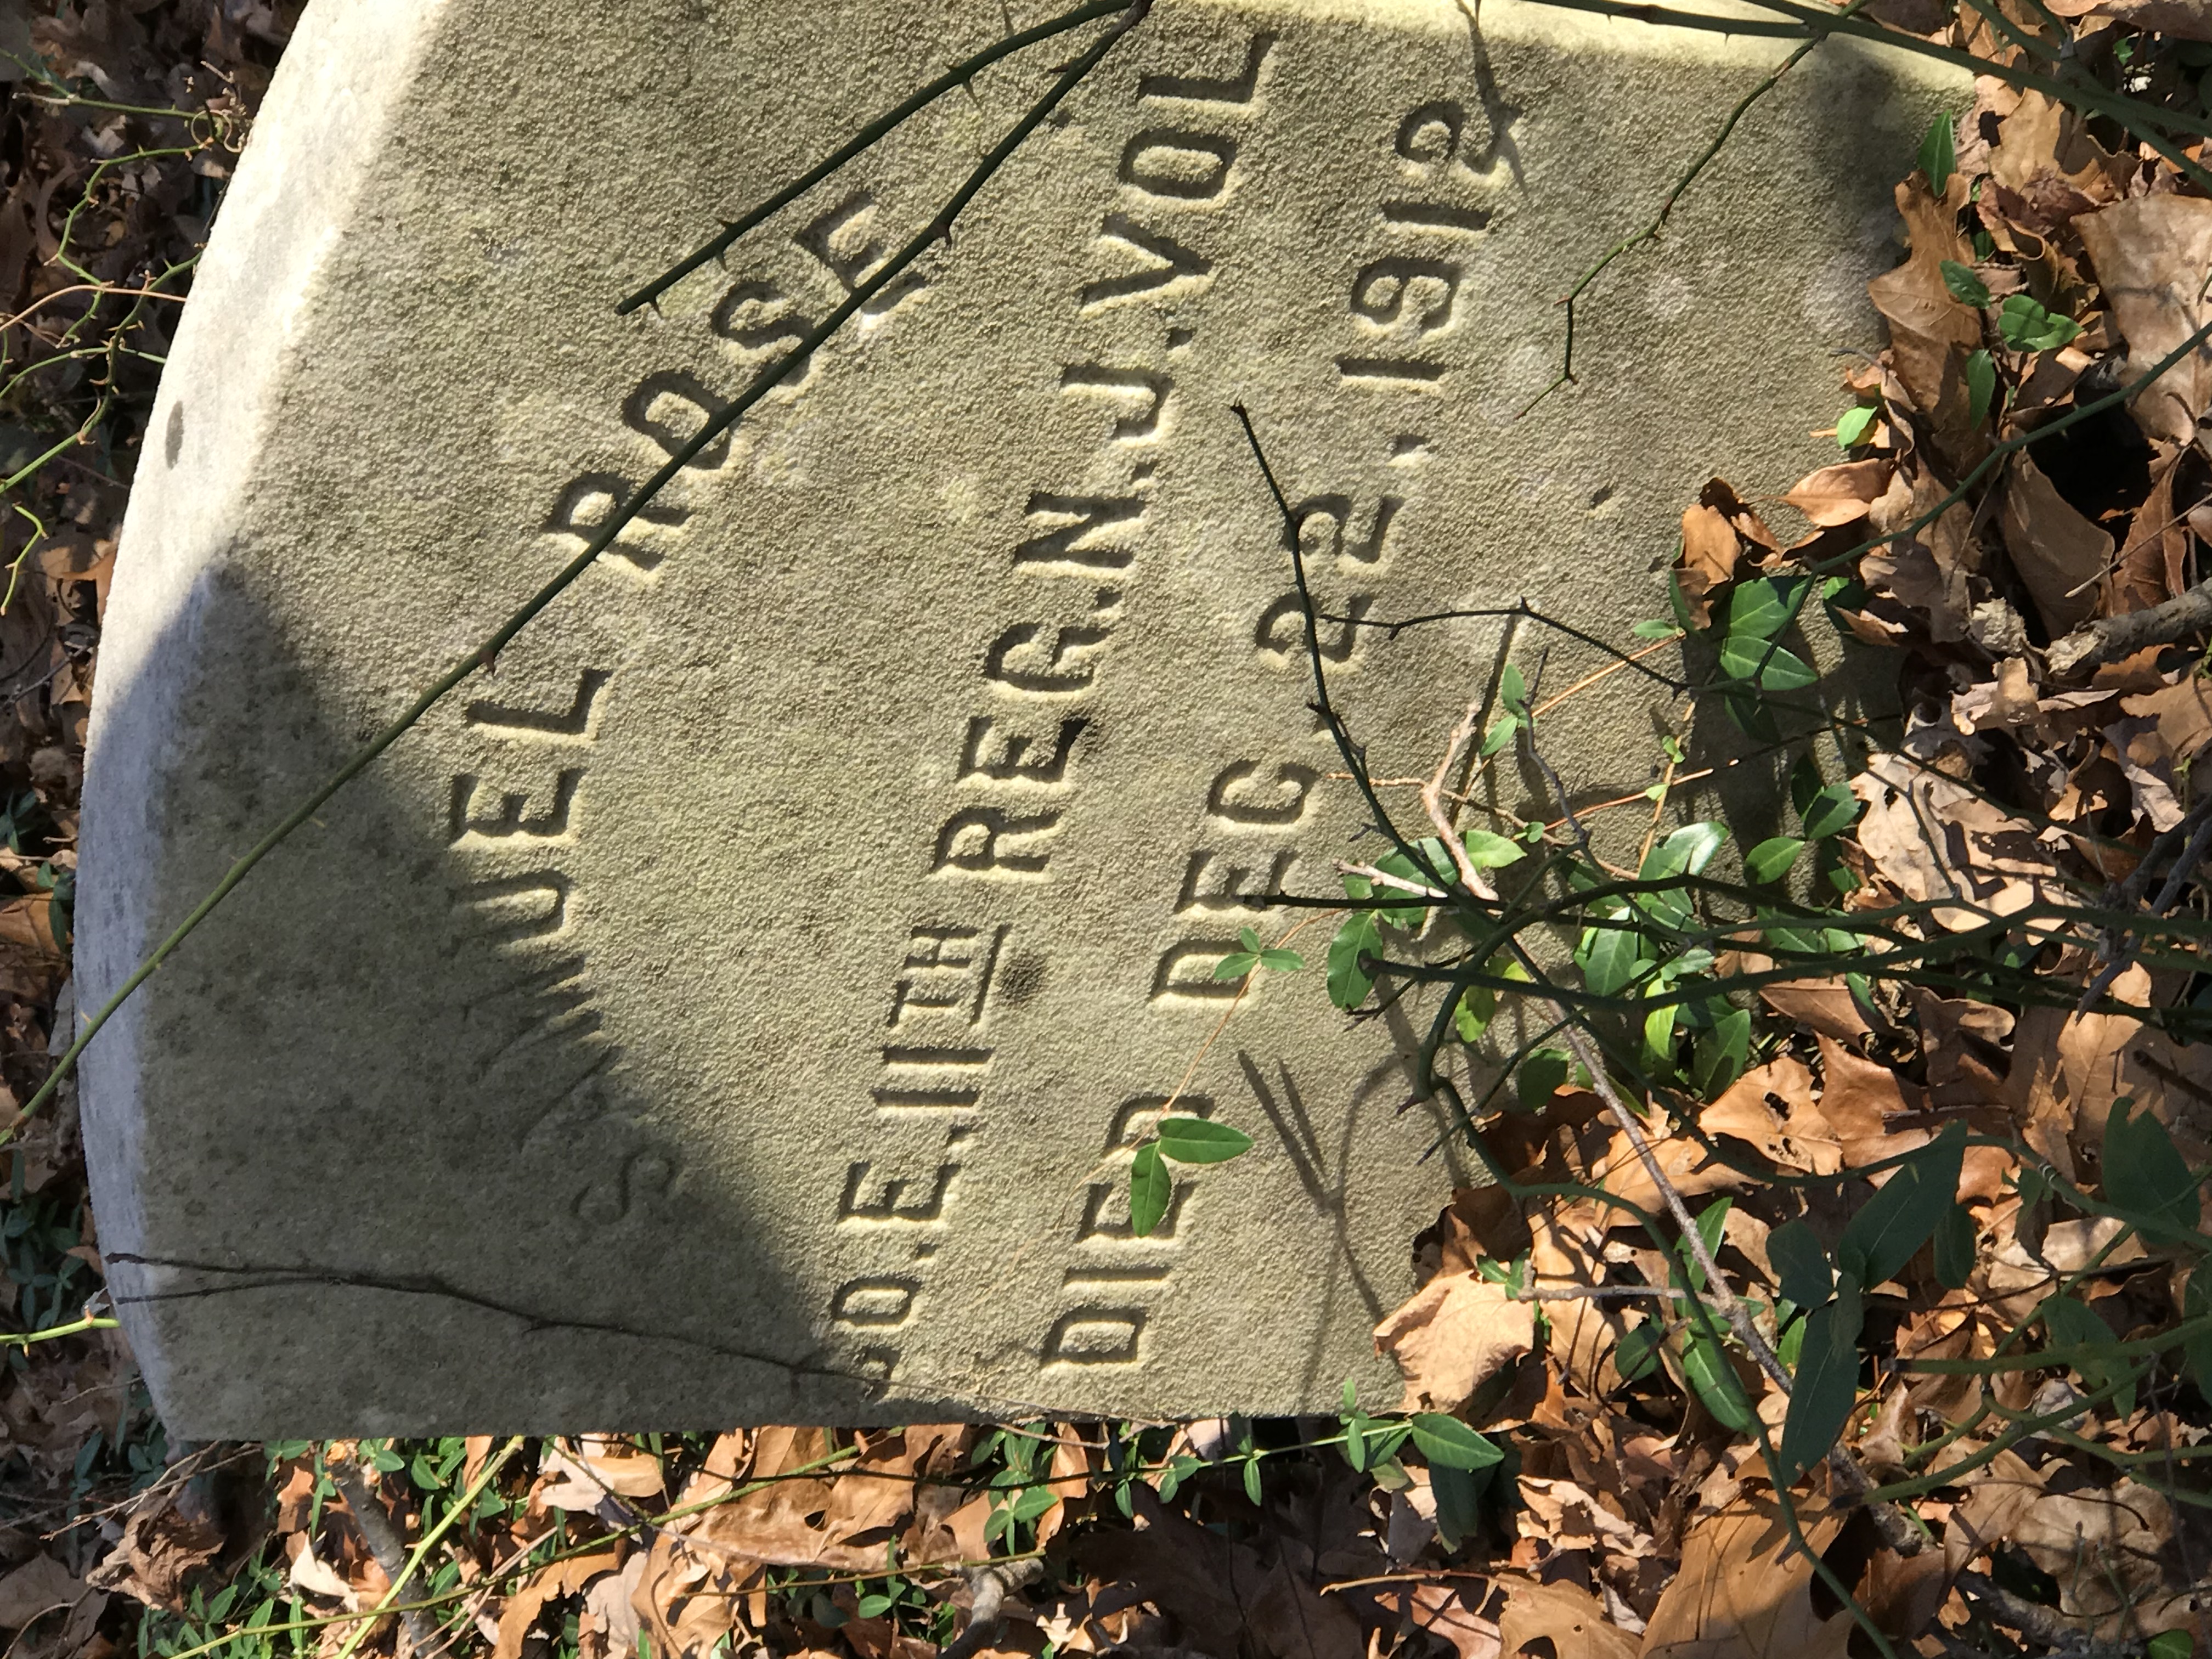 SAMUEL ROSE
CO.E.11TH REG.N.J.VOL
DIED DEC. 22.1912